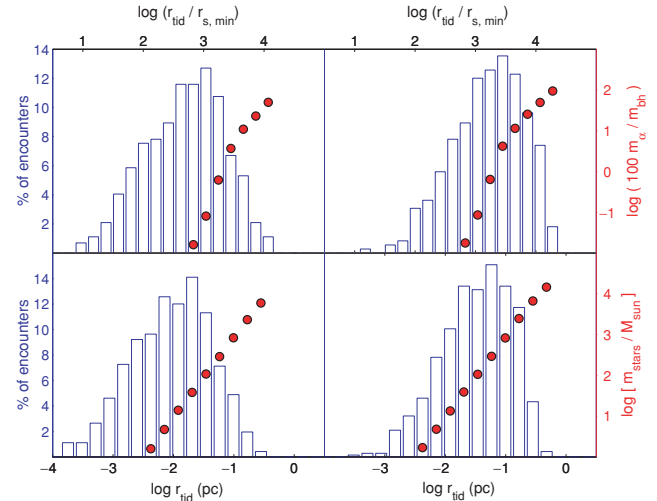 log (r_tid / r_s, min)
log (r_tid / r_s, min)
1 2 3 4
1 2 3 4
14
12
10
8
6
4
2
% of encounters
2
1
0
−1
log (100 m_α / m_bh)
14
12
10
8
6
4
2
% of encounters
4
3
2
1
log [ m_stars / M_sun ]
−4 −3 −2 −1 0
−3 −2 −1 0
log r_tid (pc)
log r_tid (pc)